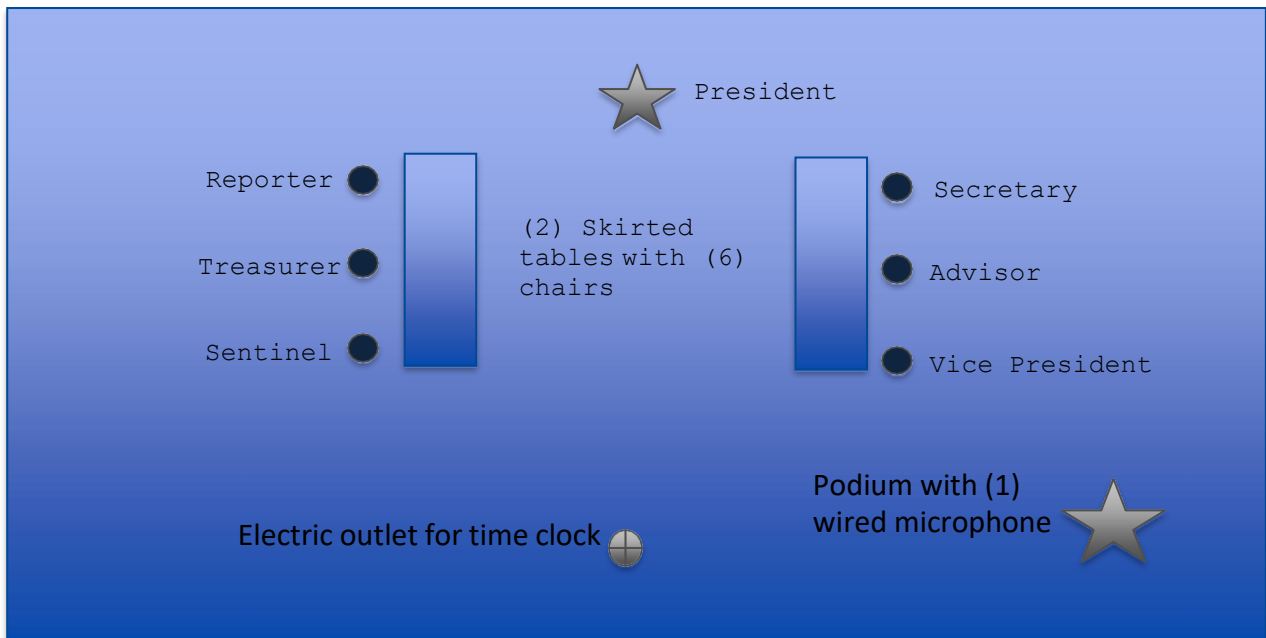 President
Reporter
Secretary
(2) Skirted
tables with (6)
chairs
Treasurer
Advisor
Sentinel
Vice President
Podium with (1)
wired microphone
Electric outlet for time clock